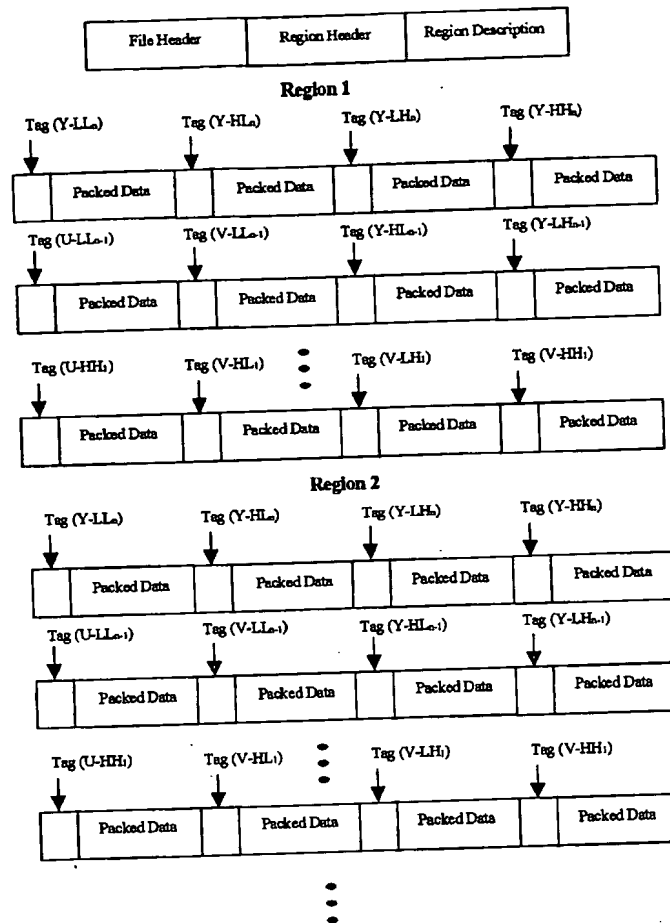 File Header Region Header Region Description
Region 1
Tag (Y-LLₙ) Tag (Y-HLₙ) Tag (Y-LHₙ) Tag (Y-HHₙ)
Packed Data Packed Data Packed Data Packed Data
Tag (U-LLₙ₋₁) Tag (V-LLₙ₋₁) Tag (Y-HLₙ₋₁) Tag (Y-LHₙ₋₁)
Packed Data Packed Data Packed Data Packed Data
Tag (U-HH₁) Tag (V-HL₁) Tag (V-LH₁) Tag (V-HH₁)
Packed Data Packed Data Packed Data Packed Data
Region 2
Tag (Y-LLₙ) Tag (Y-HLₙ) Tag (Y-LHₙ) Tag (Y-HHₙ)
Packed Data Packed Data Packed Data Packed Data
Tag (U-LLₙ₋₁) Tag (V-LLₙ₋₁) Tag (Y-HLₙ₋₁) Tag (Y-LHₙ₋₁)
Packed Data Packed Data Packed Data Packed Data
Tag (U-HH₁) Tag (V-HL₁) Tag (V-LH₁) Tag (V-HH₁)
Packed Data Packed Data Packed Data Packed Data